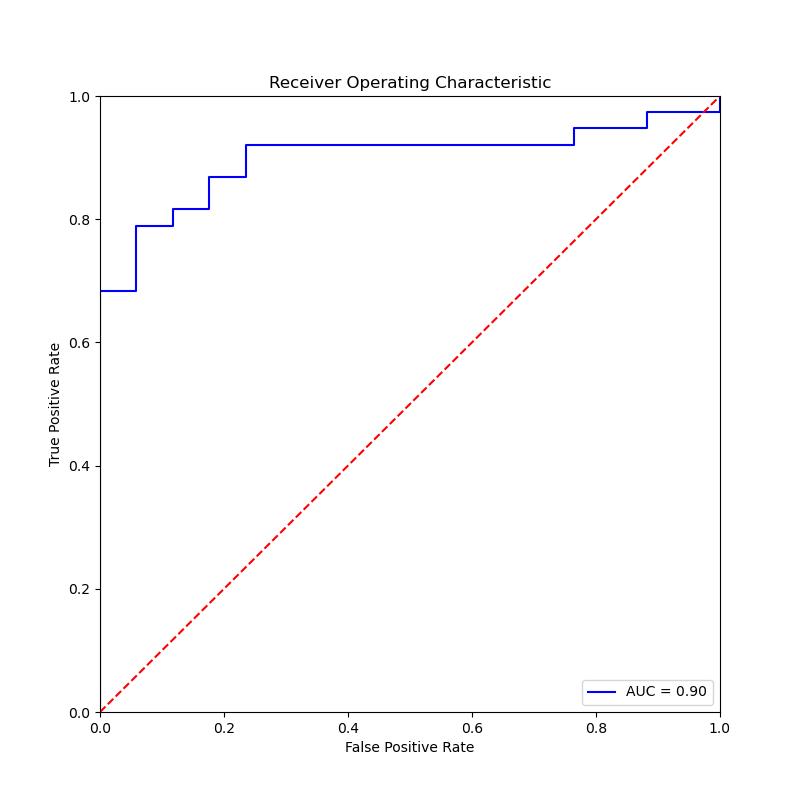 Receiver Operating Characteristic
1.0
0.8
0.6
0.4
0.2
0.0
True Positive Rate
AUC = 0.90
0.0 0.2 0.4 0.6 0.8 1.0
False Positive Rate